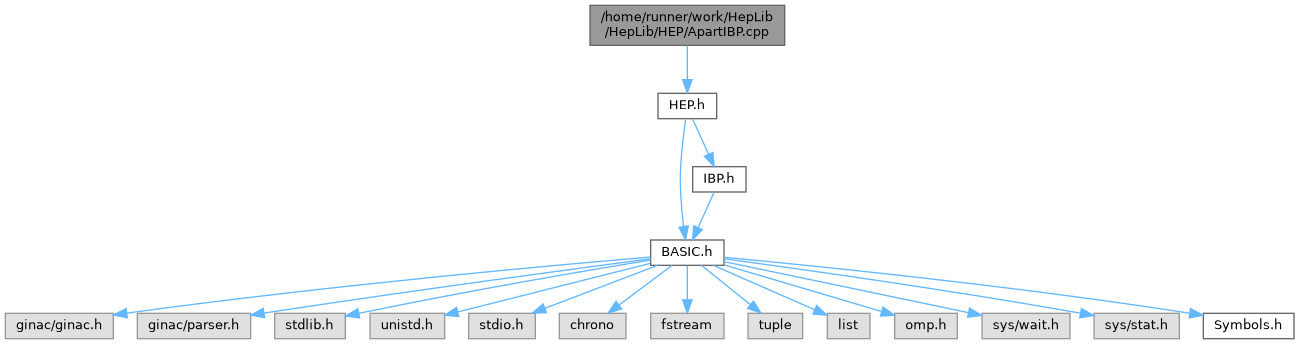 /home/runner/work/HepLib
/HepLib/HEP/ApartIBP.cpp
HEP.h
IBP.h
BASIC.h
ginac/ginac.h
ginac/parser.h
stdlib.h
unistd.h
stdio.h
chrono
fstream
tuple
list
omp.h
sys/wait.h
sys/stat.h
Symbols.h